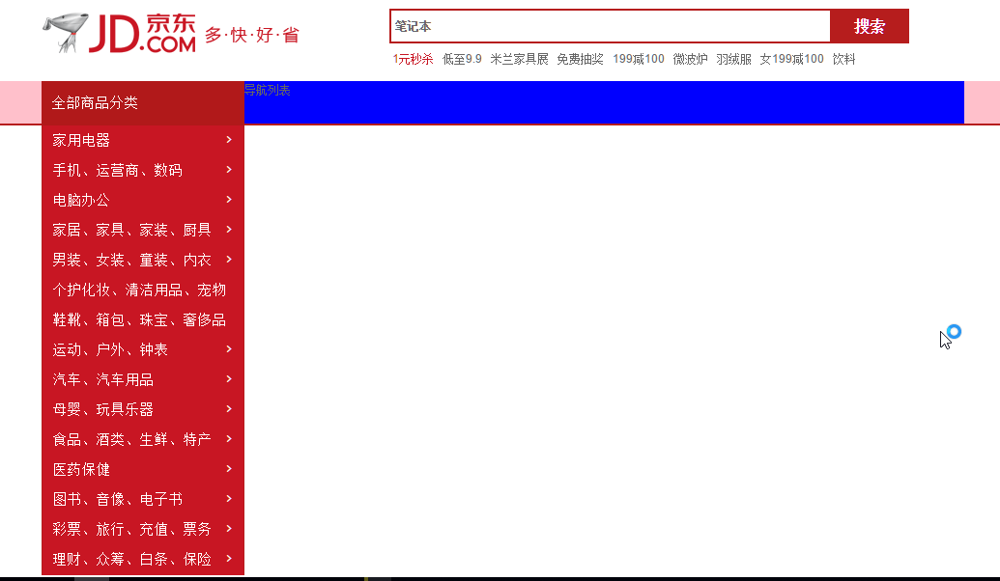 JD.COM 京东 多·快·好·省
笔记本 搜索
1元秒杀 低至9.9 米兰家具展 免费抽奖 199减100 微波炉 羽绒服 女199减100 饮料
全部商品分类 导航列表
家用电器 >
手机、运营商、数码 >
电脑办公 >
家居、家具、家装、厨具 >
男装、女装、童装、内衣 >
个护化妆、清洁用品、宠物
鞋靴、箱包、珠宝、奢侈品
运动、户外、钟表 >
汽车、汽车用品 >
母婴、玩具乐器 >
食品、酒类、生鲜、特产 >
医药保健 >
图书、音像、电子书 >
彩票、旅行、充值、票务 >
理财、众筹、白条、保险 >